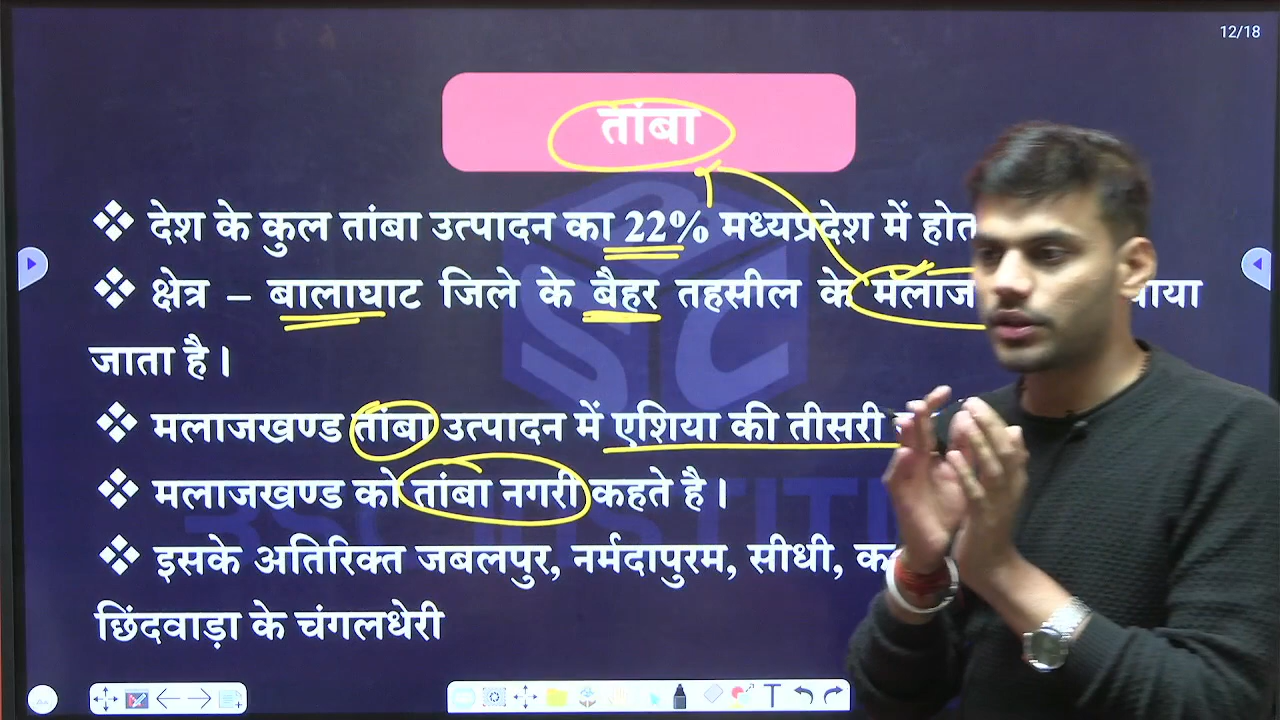 12/18
तांबा
❖ देश के कुल तांबा उत्पादन का 22% मध्यप्रदेश में
❖ क्षेत्र – बालाघाट जिले के बैहर तहसील के
जाता है।
❖ मलाजखण्ड तांबा उत्पादन में एशिया की तीसरी
❖ मलाजखण्ड को तांबा नगरी कहते है।
❖ इसके अतिरिक्त जबलपुर, नर्मदापुरम, सीधी,
छिंदवाड़ा के चंगलधेरी